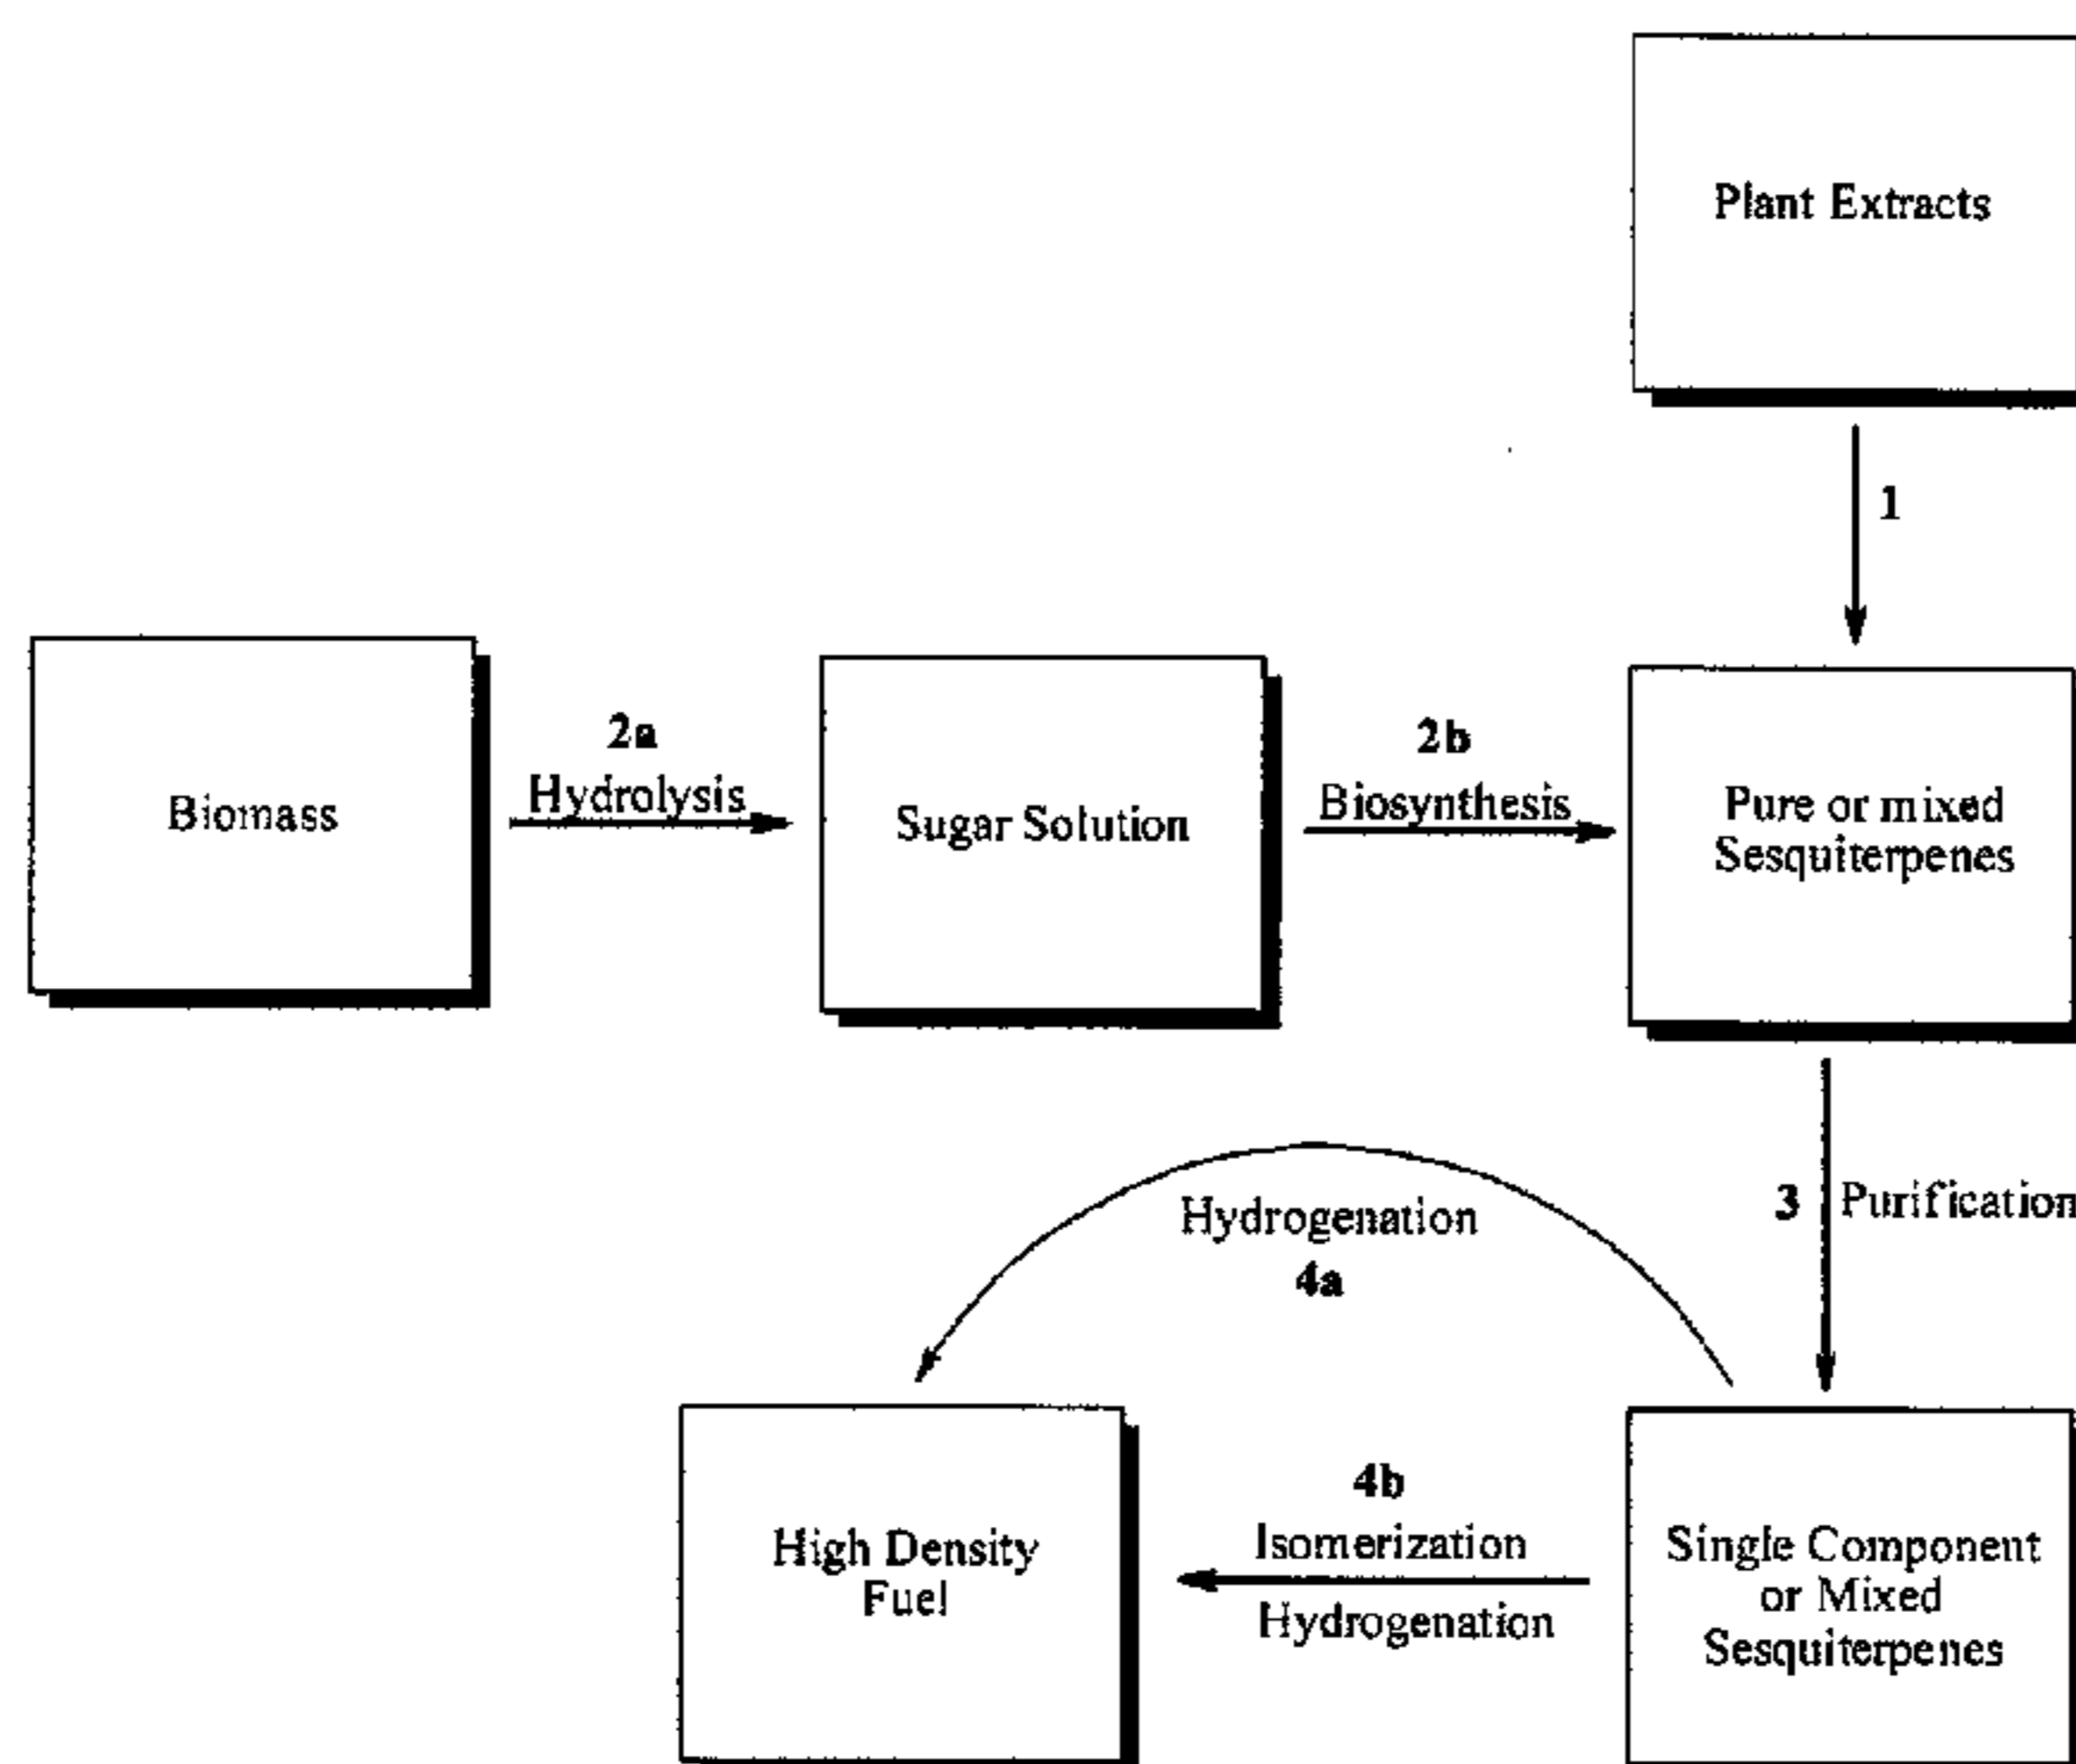 Plant Extracts
1
2a
Hydrolysis
2b
Biosynthesis
Biomass
Sugar Solution
Pure or mixed
Sesquiterpenes
3 Purification
Hydrogenation
4a
4b
Isomerization
Hydrogenation
High Density
Fuel
Single Component
or Mixed
Sesquiterpenes